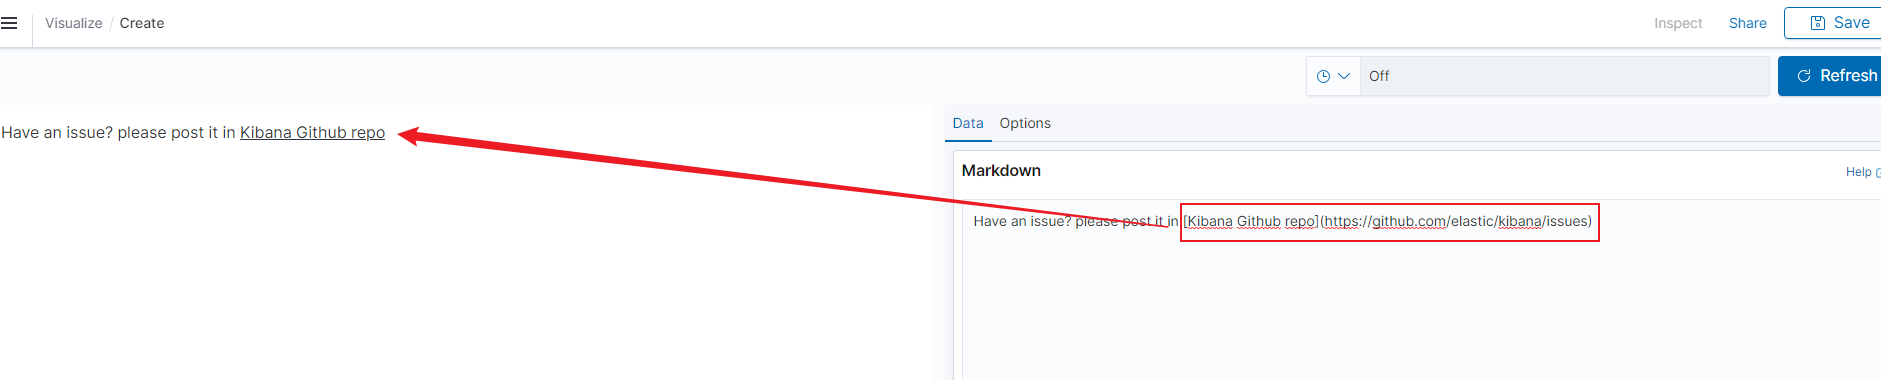 Visualize / Create
Inspect Share Save
Off
Refresh
Have an issue? please post it in Kibana Github repo
Data Options
Markdown
Help
Have an issue? please post it in [Kibana Github repo](https://github.com/elastic/kibana/issues)